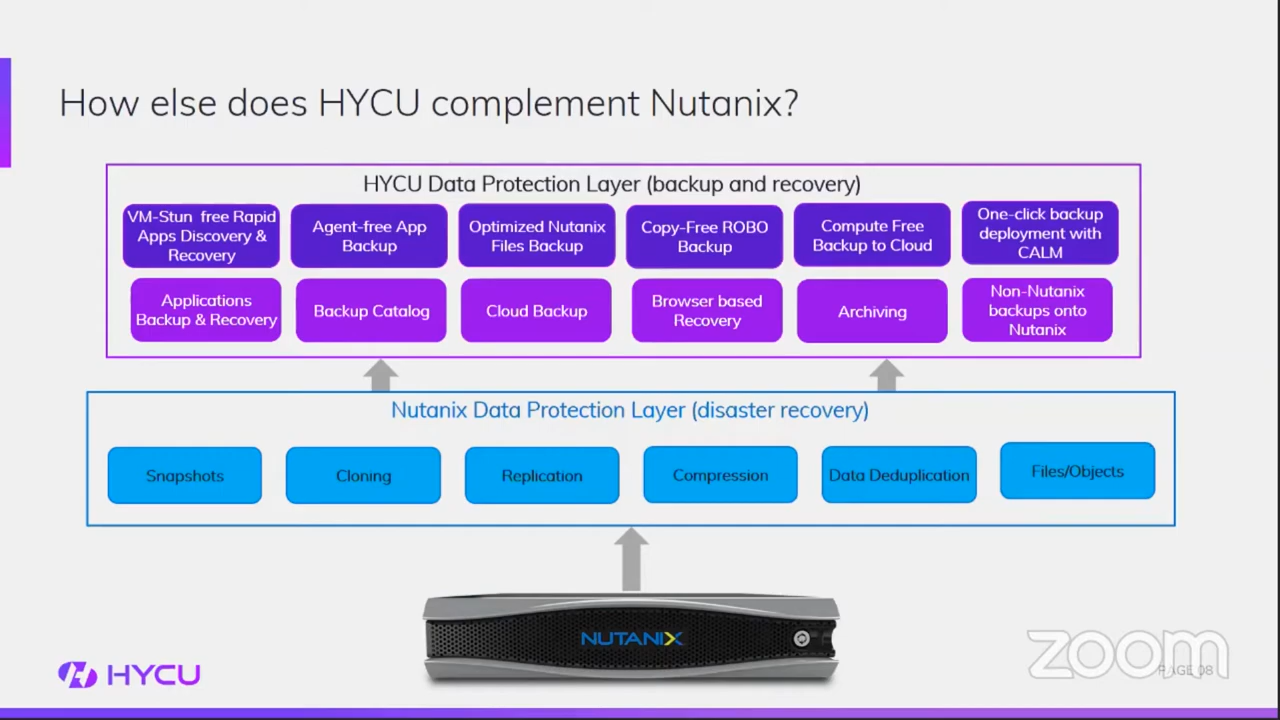 How else does HYCU complement Nutanix?
HYCU Data Protection Layer (backup and recovery)
VM-Stun free Rapid
Apps Discovery &
Recovery
Agent-free App
Backup
Optimized Nutanix
Files Backup
Copy-Free ROBO
Backup
Compute Free
Backup to Cloud
One-click backup
deployment with
CALM
Applications
Backup & Recovery
Backup Catalog
Cloud Backup
Browser based
Recovery
Archiving
Non-Nutanix
backups onto
Nutanix
Nutanix Data Protection Layer (disaster recovery)
Snapshots
Cloning
Replication
Compression
Data Deduplication
Files/Objects
NUTANIX
HYCU
zoom
PAGE 08